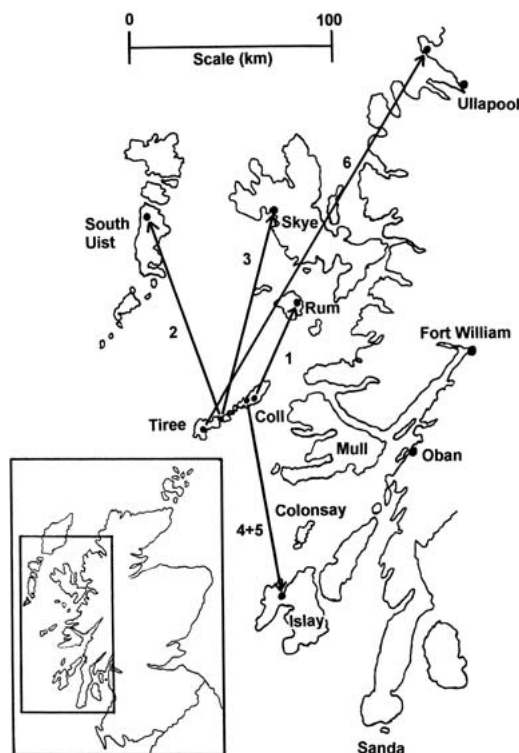 0 100
Scale (km)
Ullapool
6
South
Uist
Skye
3
Rum
Fort William
2
1
Tiree
Coll
Mull
Oban
Colonsay
4+5
Islay
Sanda